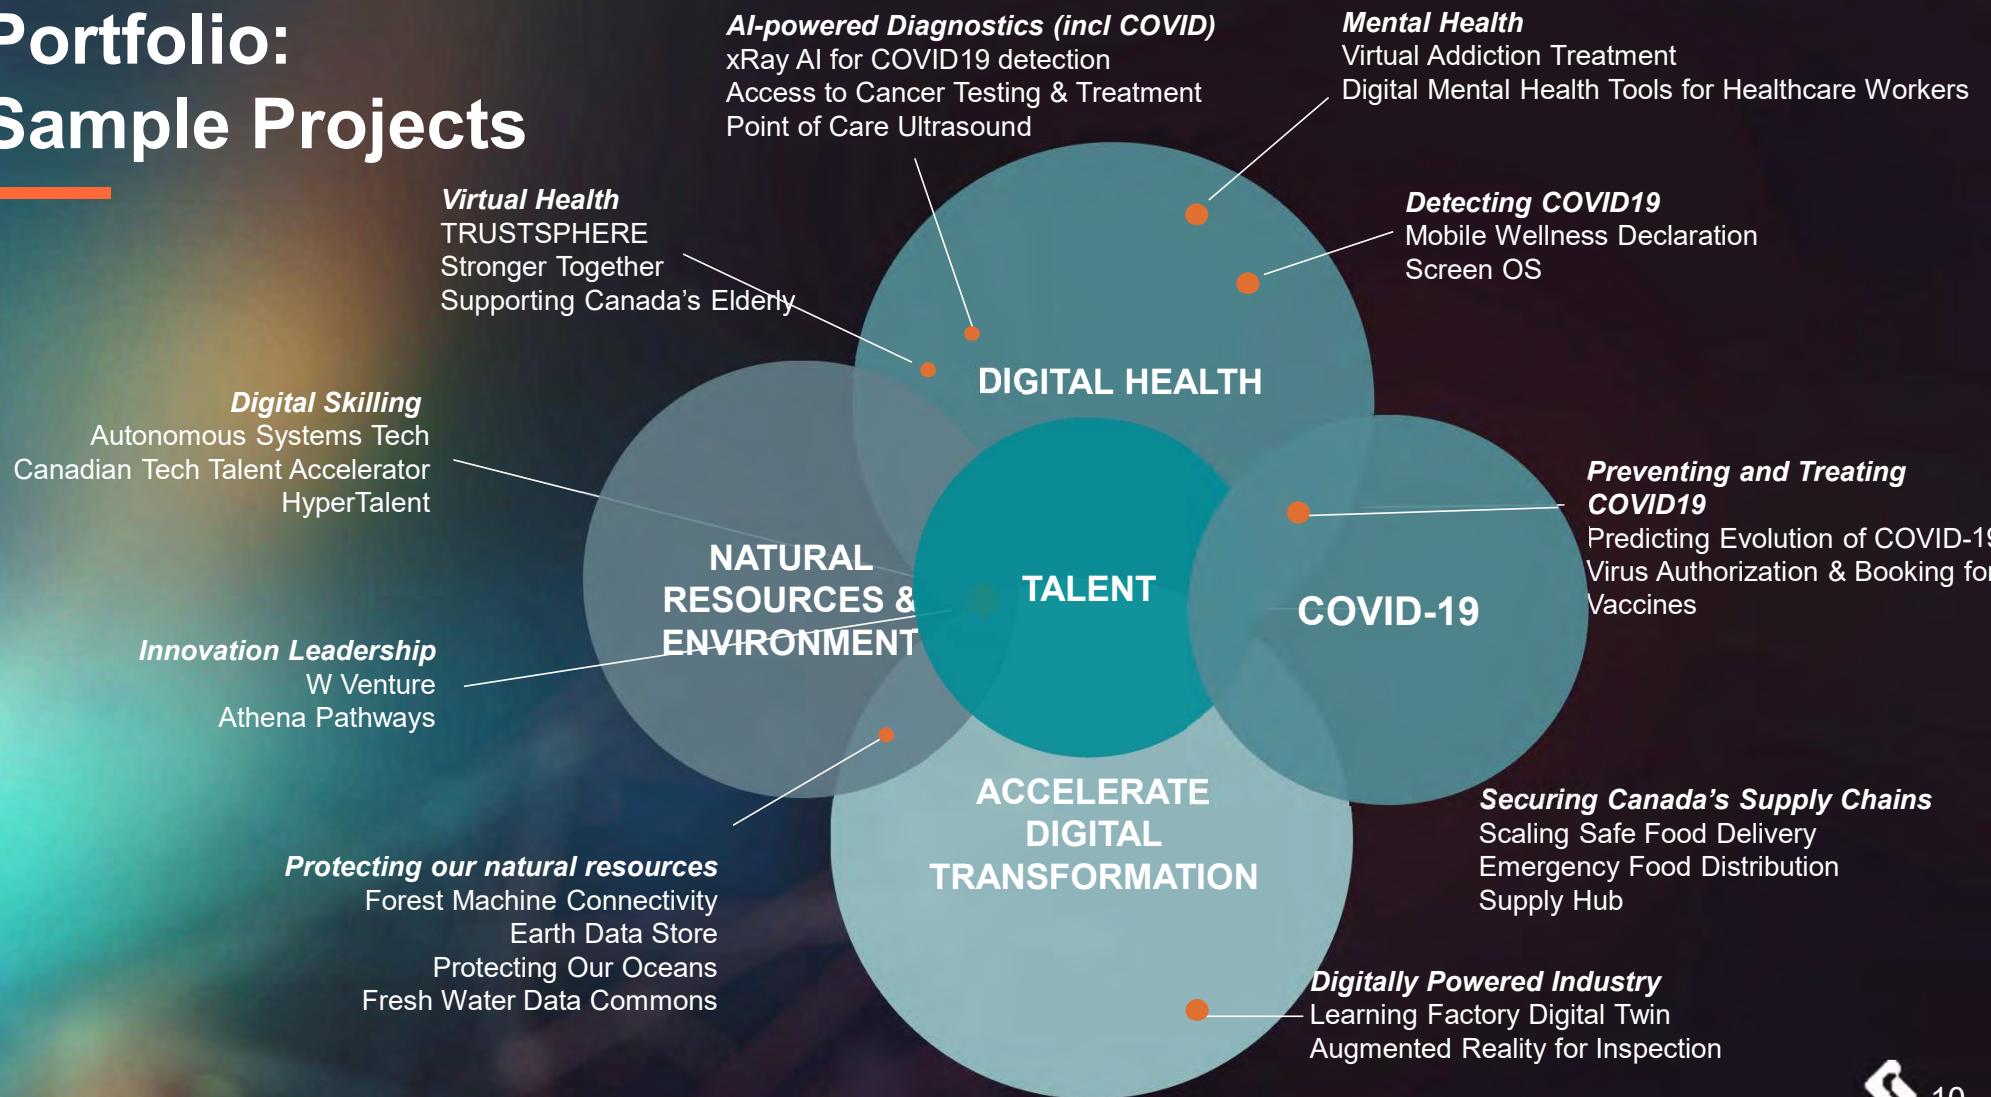 Portfolio:
Sample Projects
AI-powered Diagnostics (incl COVID)
xRay AI for COVID19 detection
Access to Cancer Testing & Treatment
Point of Care Ultrasound
Mental Health
Virtual Addiction Treatment
Digital Mental Health Tools for Healthcare Workers
Virtual Health
TRUSTSPHERE
Stronger Together
Supporting Canada's Elderly
Detecting COVID19
Mobile Wellness Declaration
Screen OS
DIGITAL HEALTH
Digital Skilling
Autonomous Systems Tech
Canadian Tech Talent Accelerator
HyperTalent
Preventing and Treating
COVID19
Predicting Evolution of COVID-19
Virus Authorization & Booking for
Vaccines
NATURAL
RESOURCES &
ENVIRONMENT
TALENT
COVID-19
Innovation Leadership
W Venture
Athena Pathways
ACCELERATE
DIGITAL
TRANSFORMATION
Securing Canada's Supply Chains
Scaling Safe Food Delivery
Emergency Food Distribution
Supply Hub
Protecting our natural resources
Forest Machine Connectivity
Earth Data Store
Protecting Our Oceans
Fresh Water Data Commons
Digitally Powered Industry
Learning Factory Digital Twin
Augmented Reality for Inspection
10